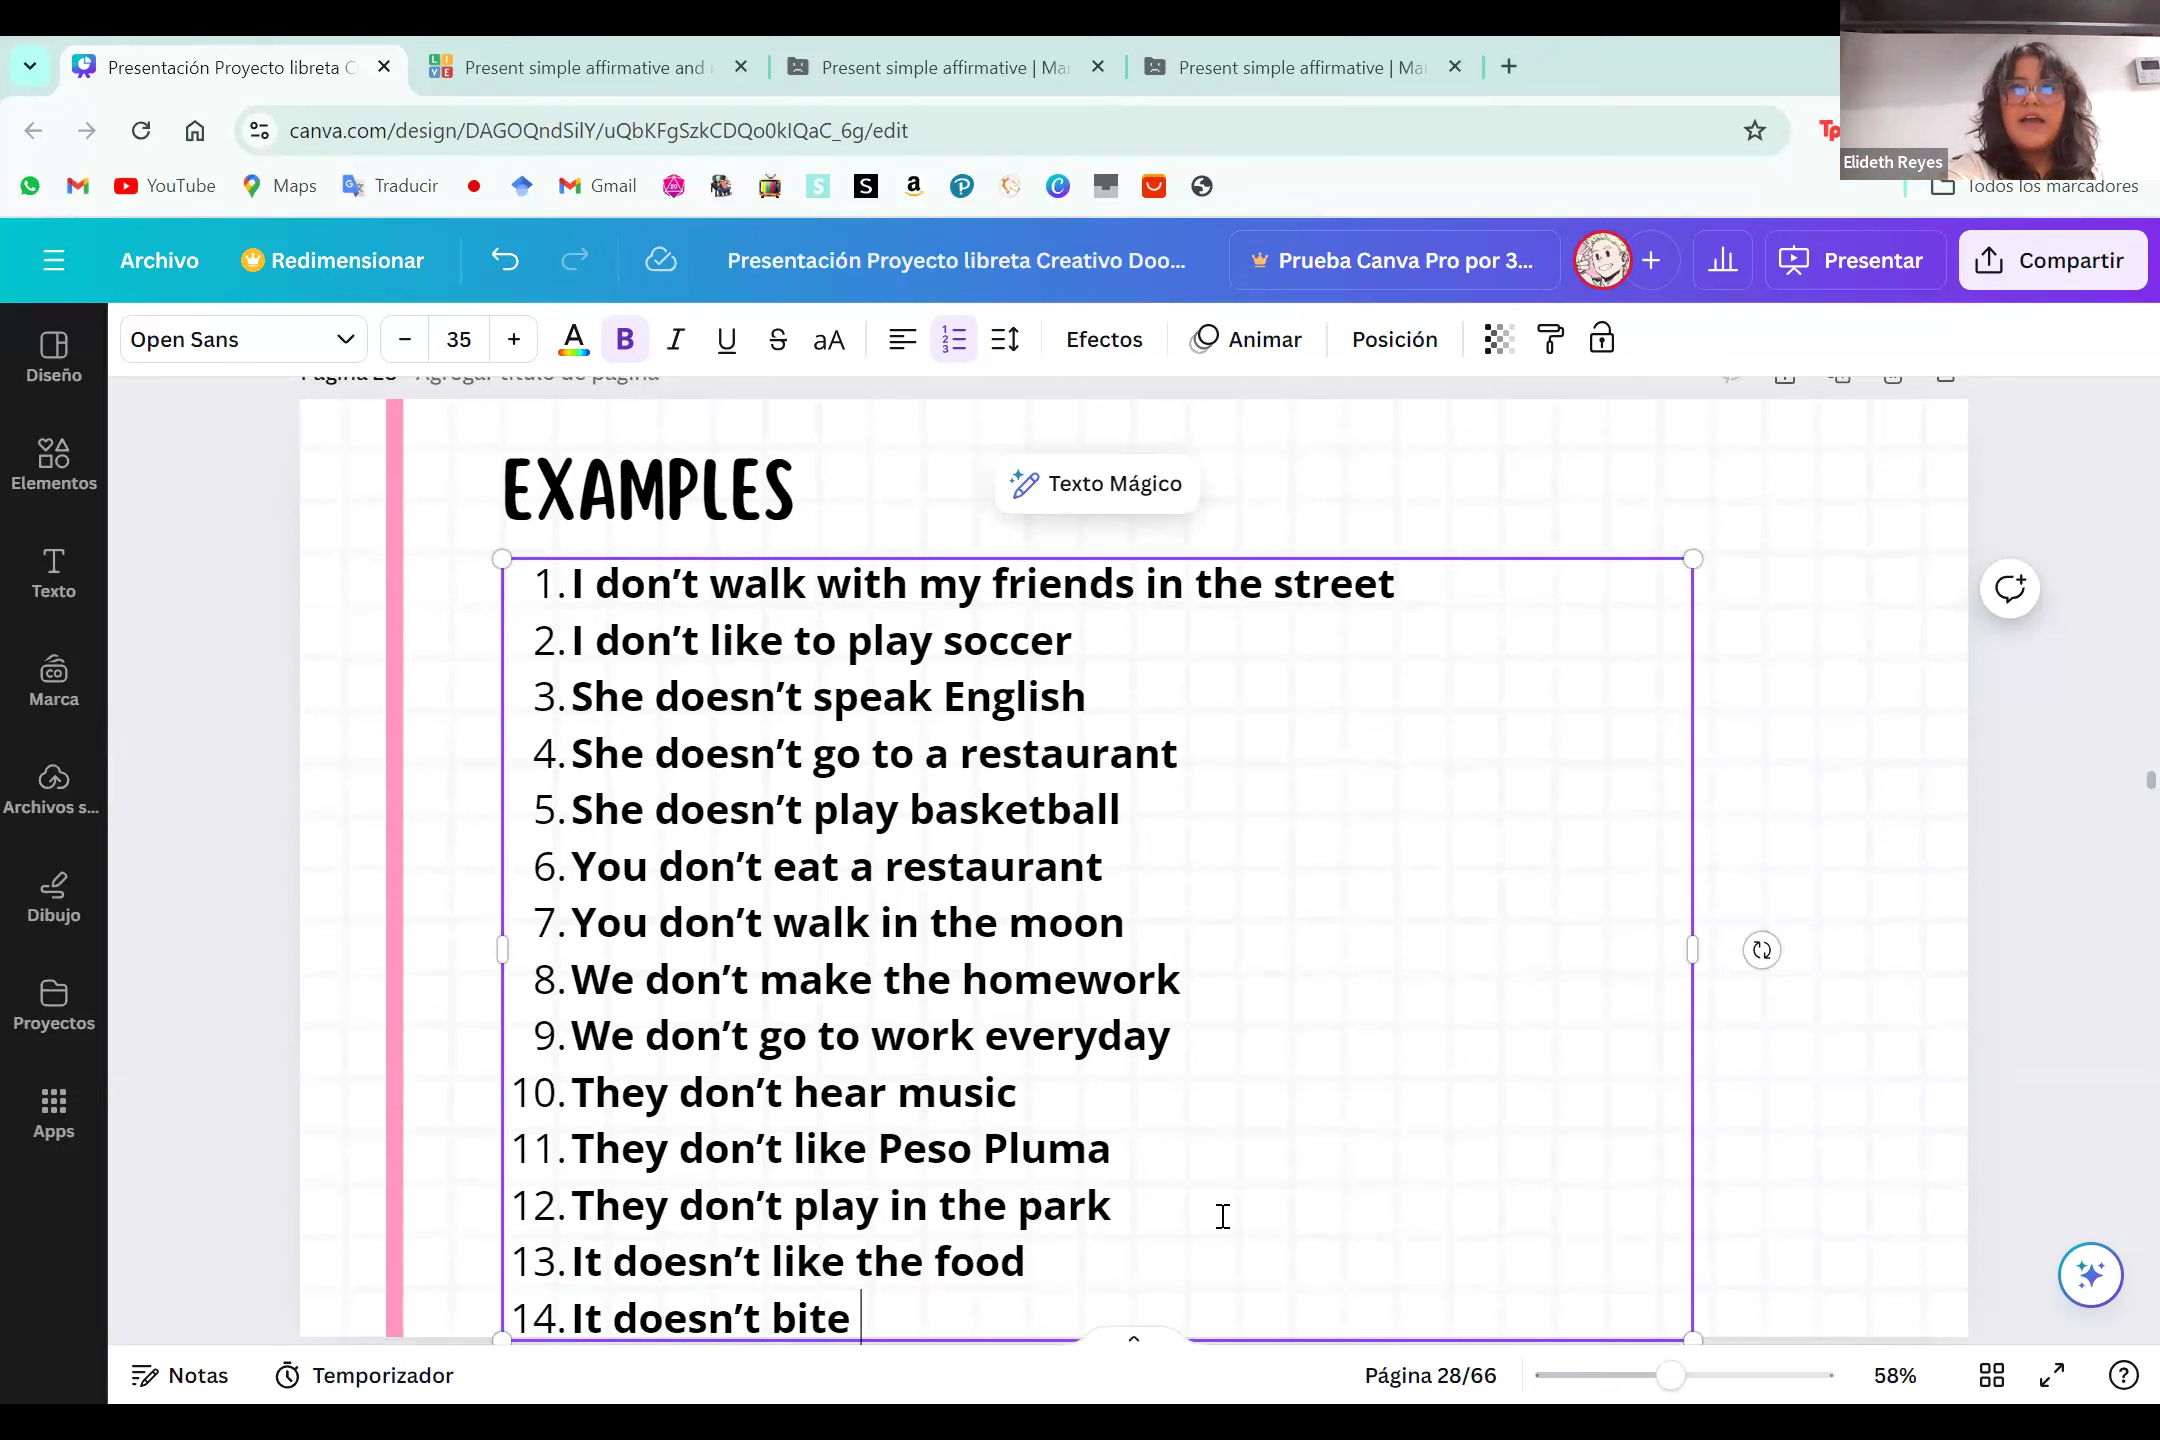 Presentación Proyecto libreta C
Present simple affirmative and
Present simple affirmative | Mar
Present simple affirmative | Mar
canva.com/design/DAGOQndSilY/uQbKFgSzkCDQo0kIQaC_6g/edit
Elideth Reyes
YouTube
Maps
Traducir
Gmail
Todos los marcadores
Archivo
Redimensionar
Presentación Proyecto libreta Creativo Doo...
Prueba Canva Pro por 3...
Presentar
Compartir
Open Sans
35
Efectos
Animar
Posición
Diseño
Elementos
Texto
Marca
Archivos s...
Dibujo
Proyectos
Apps
Página 28 - Agregar título de página
EXAMPLES
Texto Mágico
1. I don’t walk with my friends in the street
2. I don’t like to play soccer
3. She doesn’t speak English
4. She doesn’t go to a restaurant
5. She doesn’t play basketball
6. You don’t eat a restaurant
7. You don’t walk in the moon
8. We don’t make the homework
9. We don’t go to work everyday
10. They don’t hear music
11. They don’t like Peso Pluma
12. They don’t play in the park
13. It doesn’t like the food
14. It doesn’t bite
Notas
Temporizador
Página 28/66
58%